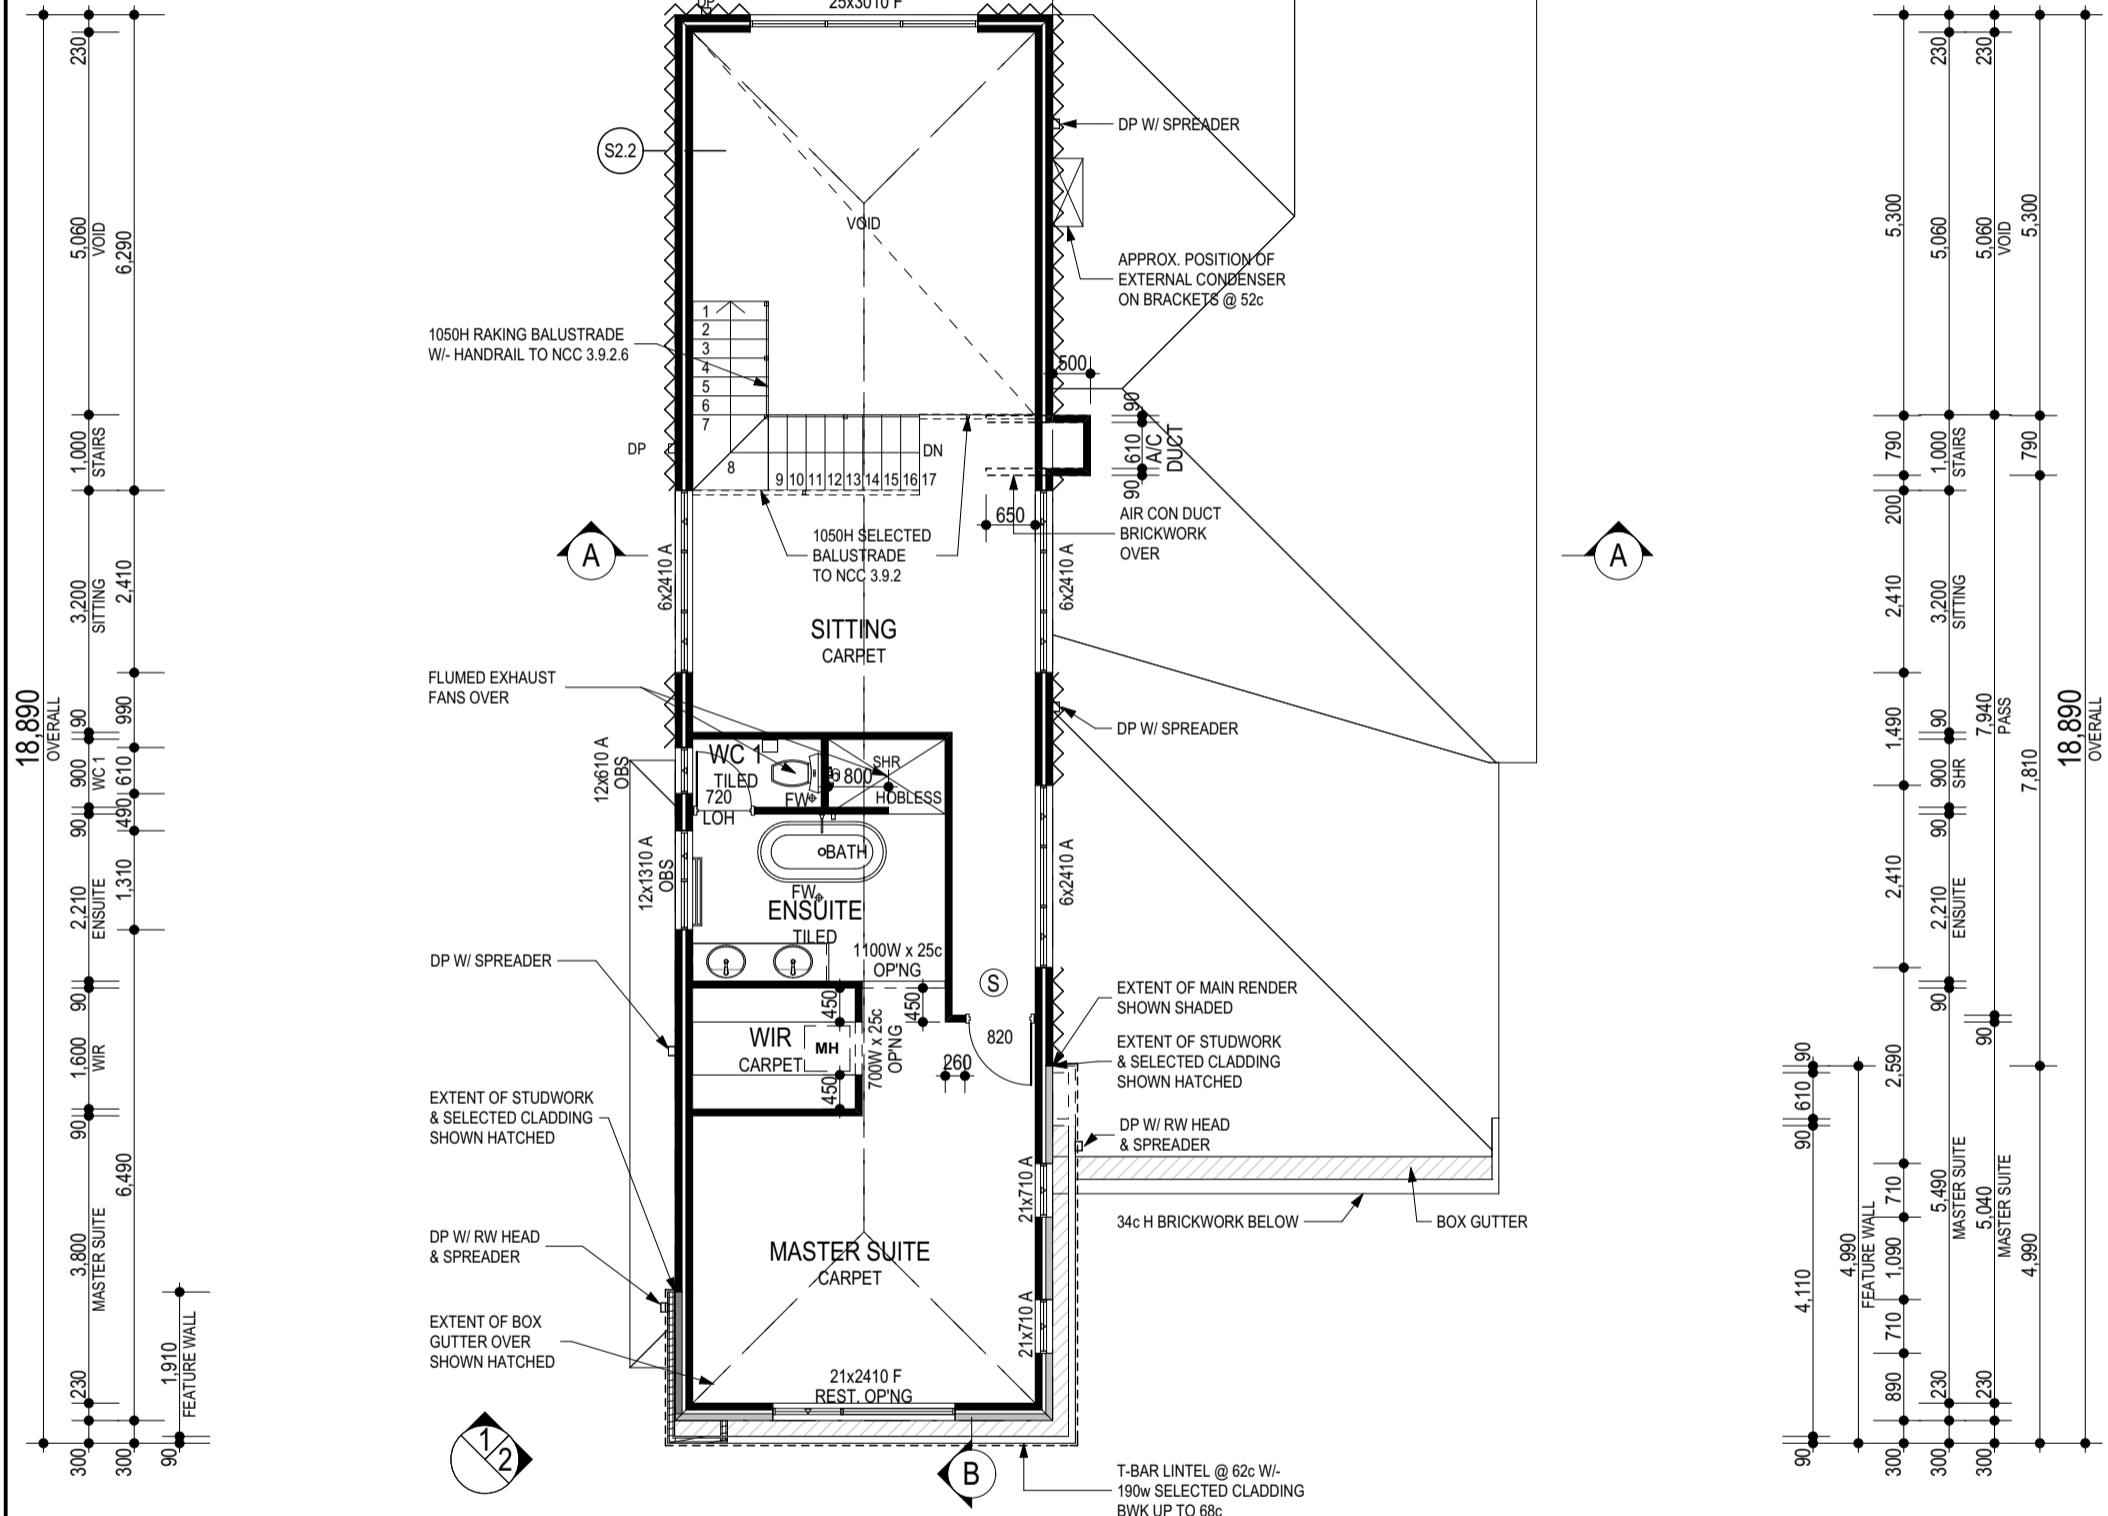 DP
25x3010 F
DP W/ SPREADER
S2.2
VOID
APPROX. POSITION OF
EXTERNAL CONDENSER
ON BRACKETS @ 52c
1050H RAKING BALUSTRADE
W/- HANDRAIL TO NCC 3.9.2.6
1
2
3
4
5
6
7
8
9 10 11 12 13 14 15 16 17
DN
DP
500
90
610
A/C
DUCT
90
650
AIR CON DUCT
BRICKWORK
OVER
1050H SELECTED
BALUSTRADE
TO NCC 3.9.2
A
A
6x2410 A
6x2410 A
SITTING
CARPET
FLUMED EXHAUST
FANS OVER
DP W/ SPREADER
12x610 A
OBS
WC 1
TILED
720
LOH
FW
800
SHR
HOBLESS
BATH
12x1310 A
OBS
6x2410 A
FW
ENSUITE
TILED
1100W x 25c
OP'NG
S
DP W/ SPREADER
450
450
700W x 25c
OP'NG
WIR
CARPET
MH
450
820
260
EXTENT OF MAIN RENDER
SHOWN SHADED
EXTENT OF STUDWORK
& SELECTED CLADDING
SHOWN HATCHED
EXTENT OF STUDWORK
& SELECTED CLADDING
SHOWN HATCHED
DP W/ RW HEAD
& SPREADER
21x710 A
34c H BRICKWORK BELOW
BOX GUTTER
DP W/ RW HEAD
& SPREADER
MASTER SUITE
CARPET
21x710 A
EXTENT OF BOX
GUTTER OVER
SHOWN HATCHED
21x2410 F
REST. OP'NG
1
2
B
T-BAR LINTEL @ 62c W/-
190w SELECTED CLADDING
BWK UP TO 68c
18,890
OVERALL
230
5,060
VOID
1,000
STAIRS
3,200
SITTING
90
900
WC 1
90
2,210
ENSUITE
90
1,600
WIR
90
3,800
MASTER SUITE
230
300
6,290
2,410
990
610
490
1,310
6,490
300
1,910
FEATURE WALL
90
90
610
90
4,110
90
4,990
FEATURE WALL
5,300
790
200
2,410
1,490
2,410
2,590
710
1,090
710
890
300
230
5,060
1,000
STAIRS
3,200
SITTING
90
900
SHR
90
2,210
ENSUITE
90
5,490
MASTER SUITE
230
300
230
5,060
VOID
7,940
PASS
90
5,040
MASTER SUITE
230
300
5,300
790
7,810
4,990
18,890
OVERALL